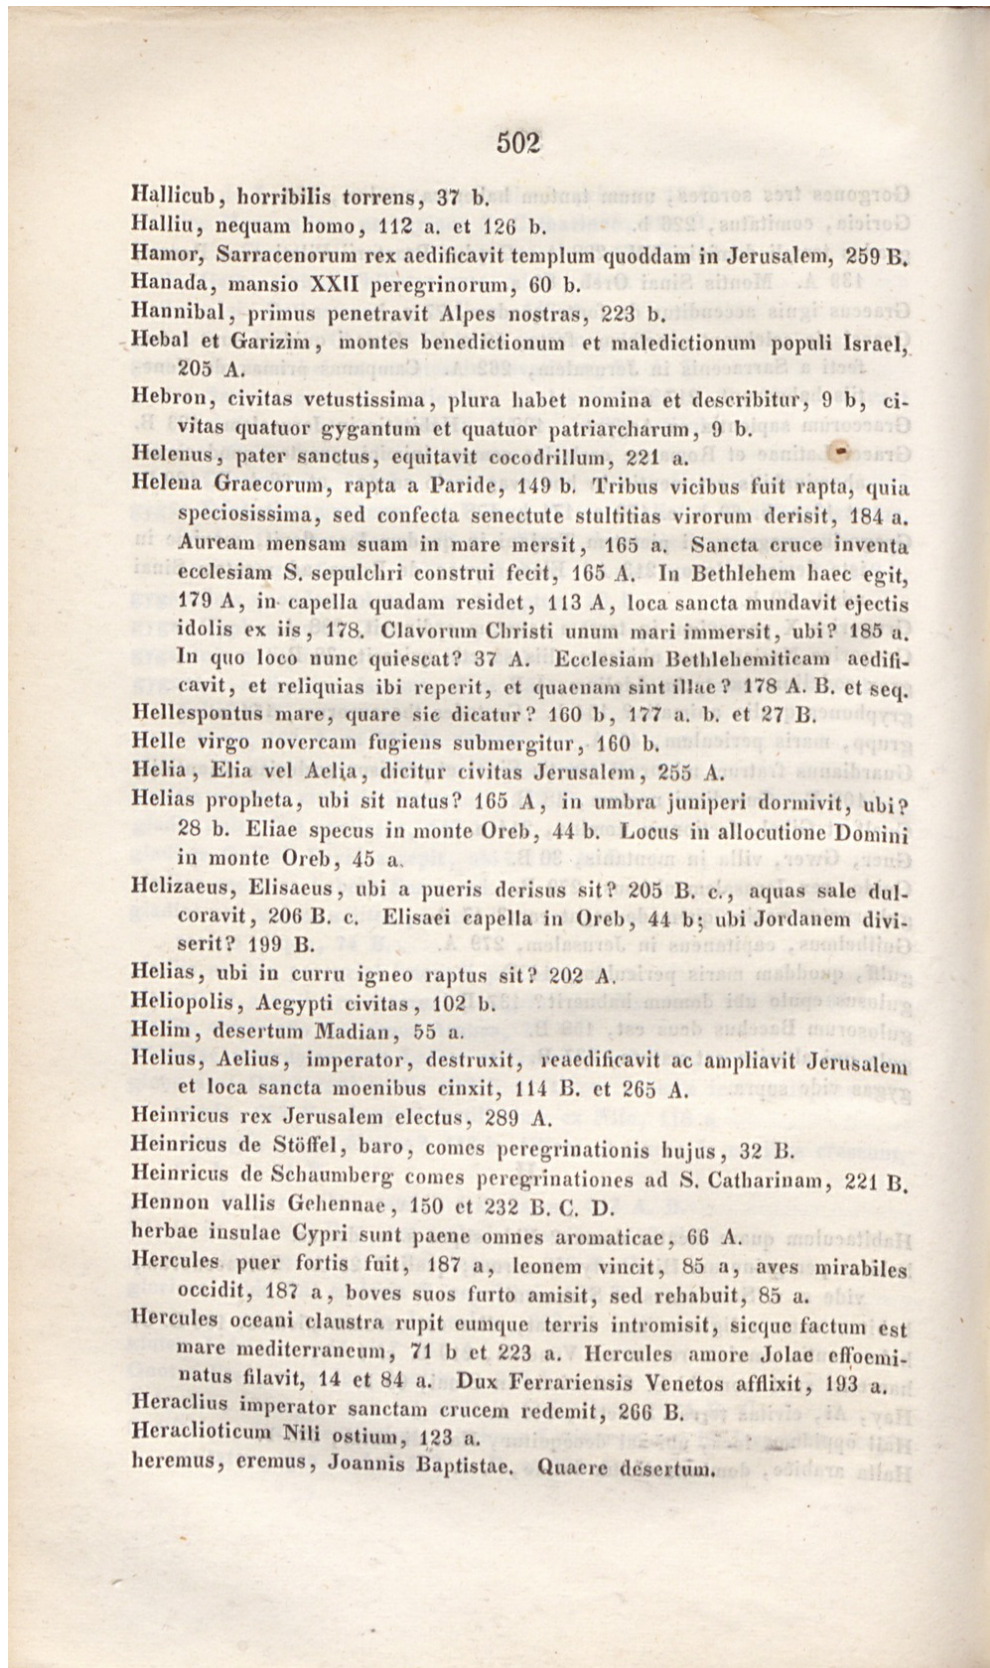 502
Hallicub, horribilis torrens, 37 b.
Halliu, nequam homo, 112 a. et 126 b.
Hamor, Sarracenorum rex aedificavit templum quoddam in Jerusalem, 259 B.
Hanada, mansio XXII peregrinorum, 60 b.
Hannibal, primus penetravit Alpes nostras, 223 b.
Hebal et Garizim, montes benedictionum et maledictionum populi Israel,
205 A.
Hebron, civitas vetustissima, plura habet nomina et describitur, 9 b, ci-
vitas quatuor gygantum et quatuor patriarcharum, 9 b.
Helenus, pater sanctus, equitavit cocodrillum, 221 a.
Helena Graecorum, rapta a Paride, 149 b. Tribus vicibus fuit rapta, quia
speciosissima, sed confecta senectute stultitias virorum derisit, 184 a.
Auream mensam suam in mare mersit, 165 a. Sancta cruce inventa
ecclesiam S. sepulchri construi fecit, 165 A. In Bethlehem haec egit,
179 A, in capella quadam residet, 113 A, loca sancta mundavit ejectis
idolis ex iis, 178. Clavorum Christi unum mari immersit, ubi? 185 a.
In quo loco nunc quiescat? 37 A. Ecclesiam Bethlehemiticam aedifi-
cavit, et reliquias ibi reperit, et quaenam sint illae? 178 A. B. et seq.
Hellespontus mare, quare sic dicatur? 160 b, 177 a. b. et 27 B.
Helle virgo novercam fugiens submergitur, 160 b.
Helia, Elia vel Aelia, dicitur civitas Jerusalem, 255 A.
Helias propheta, ubi sit natus? 165 A, in umbra juniperi dormivit, ubi?
28 b. Eliae specus in monte Oreb, 44 b. Locus in allocutione Domini
in monte Oreb, 45 a.
Helizaeus, Elisaeus, ubi a pueris derisus sit? 205 B. c., aquas sale dul-
coravit, 206 B. c. Elisaei capella in Oreb, 44 b; ubi Jordanem divi-
serit? 199 B.
Helias, ubi in curru igneo raptus sit? 202 A.
Heliopolis, Aegypti civitas, 102 b.
Helim, desertum Madian, 55 a.
Helius, Aelius, imperator, destruxit, reaedificavit ac ampliavit Jerusalem
et loca sancta moenibus cinxit, 114 B. et 265 A.
Heinricus rex Jerusalem electus, 289 A.
Heinricus de Stöffel, baro, comes peregrinationis hujus, 32 B.
Heinricus de Schaumberg comes peregrinationes ad S. Catharinam, 221 B.
Hennon vallis Gehennae, 150 et 232 B. C. D.
herbae insulae Cypri sunt paene omnes aromaticae, 66 A.
Hercules puer fortis fuit, 187 a, leonem vincit, 85 a, aves mirabiles
occidit, 187 a, boves suos furto amisit, sed rehabuit, 85 a.
Hercules oceani claustra rupit eumque terris intromisit, sicque factum est
mare mediterraneum, 71 b et 223 a. Hercules amore Jolae effoemi-
natus filavit, 14 et 84 a. Dux Ferrariensis Venetos afflixit, 193 a.
Heraclius imperator sanctam crucem redemit, 266 B.
Heraclioticum Nili ostium, 123 a.
heremus, eremus, Joannis Baptistae. Quaere desertum.